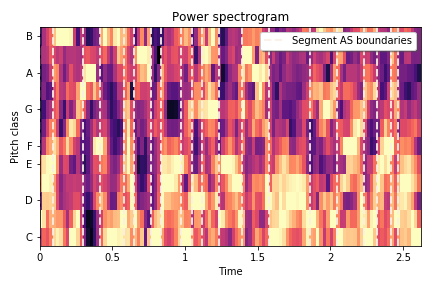 Power spectrogram
Segment AS boundaries
Pitch class
B
A
G
F
E
D
C
0
0.5
1
1.5
2
2.5
Time